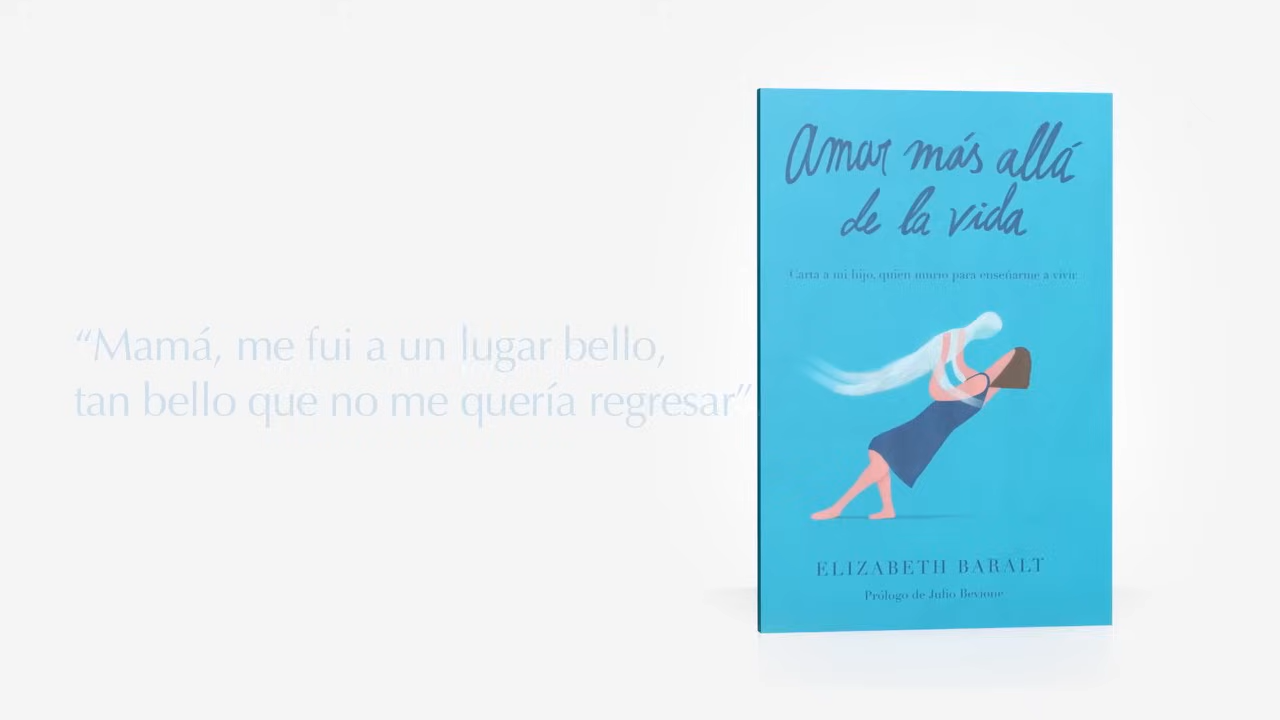 “Mamá, me fui a un lugar bello,
tan bello que no me quería regresar”
Amar más allá
de la vida
Carta a mi hijo, quien murió para enseñarme a vivir
ELIZABETH BARALT
Prólogo de Julio Bevione